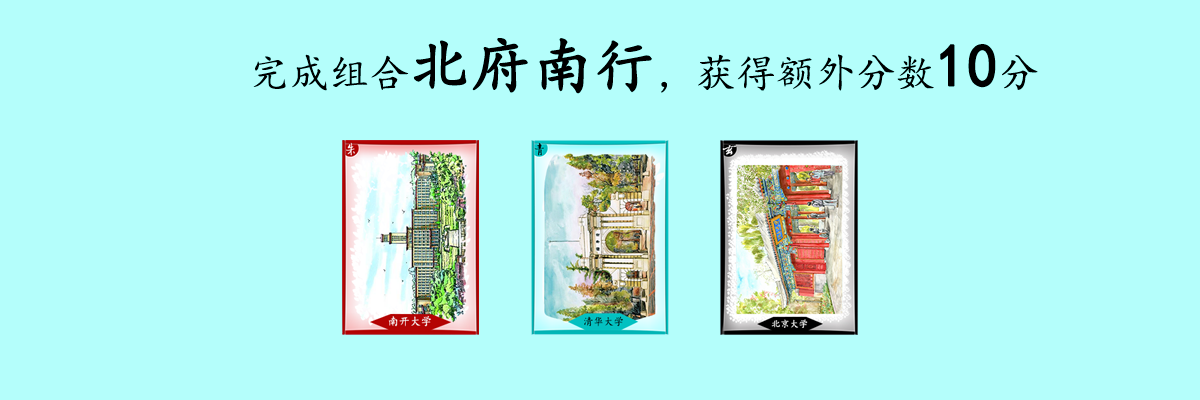 完成组合北府南行，获得额外分数10分
朱
青
玄
南开大学
清华大学
北京大学